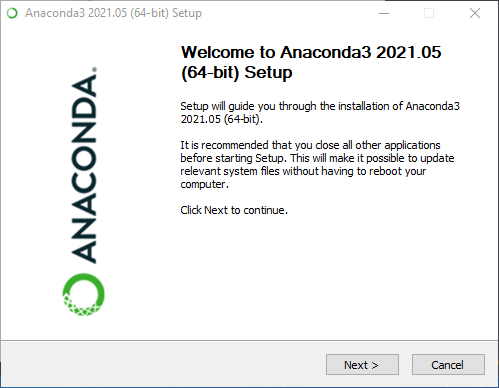 Anaconda3 2021.05 (64-bit) Setup
Welcome to Anaconda3 2021.05
(64-bit) Setup
Setup will guide you through the installation of Anaconda3
2021.05 (64-bit).
It is recommended that you close all other applications
before starting Setup. This will make it possible to update
relevant system files without having to reboot your
computer.
Click Next to continue.
ANACONDA.
Next >
Cancel